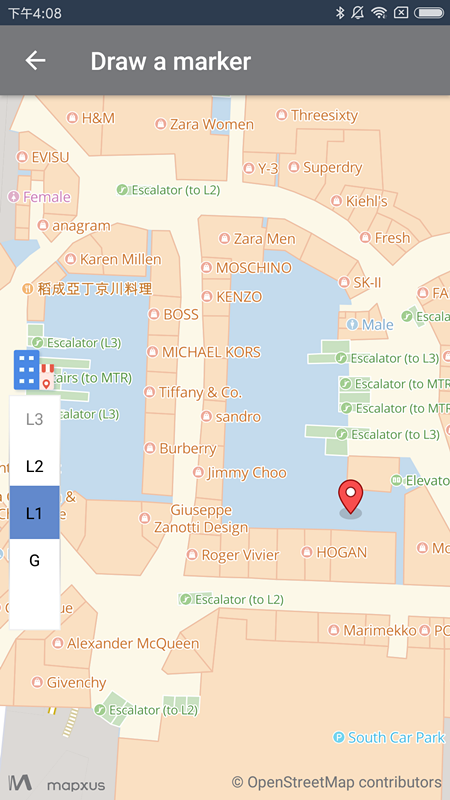 下午4:08
Draw a marker
H&M
Zara Women
Threesixty
EVISU
Y-3
Superdry
Female
Escalator (to L2)
Kiehl's
anagram
Zara Men
Fresh
Karen Millen
MOSCHINO
SK-II
稻成亞丁京川料理
KENZO
FA
BOSS
Male
Escala
Escalator (L3)
MICHAEL KORS
Escalator (to L3)
airs (to MTR)
Tiffany & Co.
Escalator (to MTR
calator (L3)
sandro
Escalator (to MTR
L3
Escalator (to L3)
L2
Burberry
Jimmy Choo
Elevato
&
L1
Giuseppe
Zanotti Design
Roger Vivier
HOGAN
Mc
G
Escalator (to L2)
ue
Marimekko
PO
Alexander McQueen
Givenchy
Escalator (to L2)
South Car Park
mapxus
© OpenStreetMap contributors